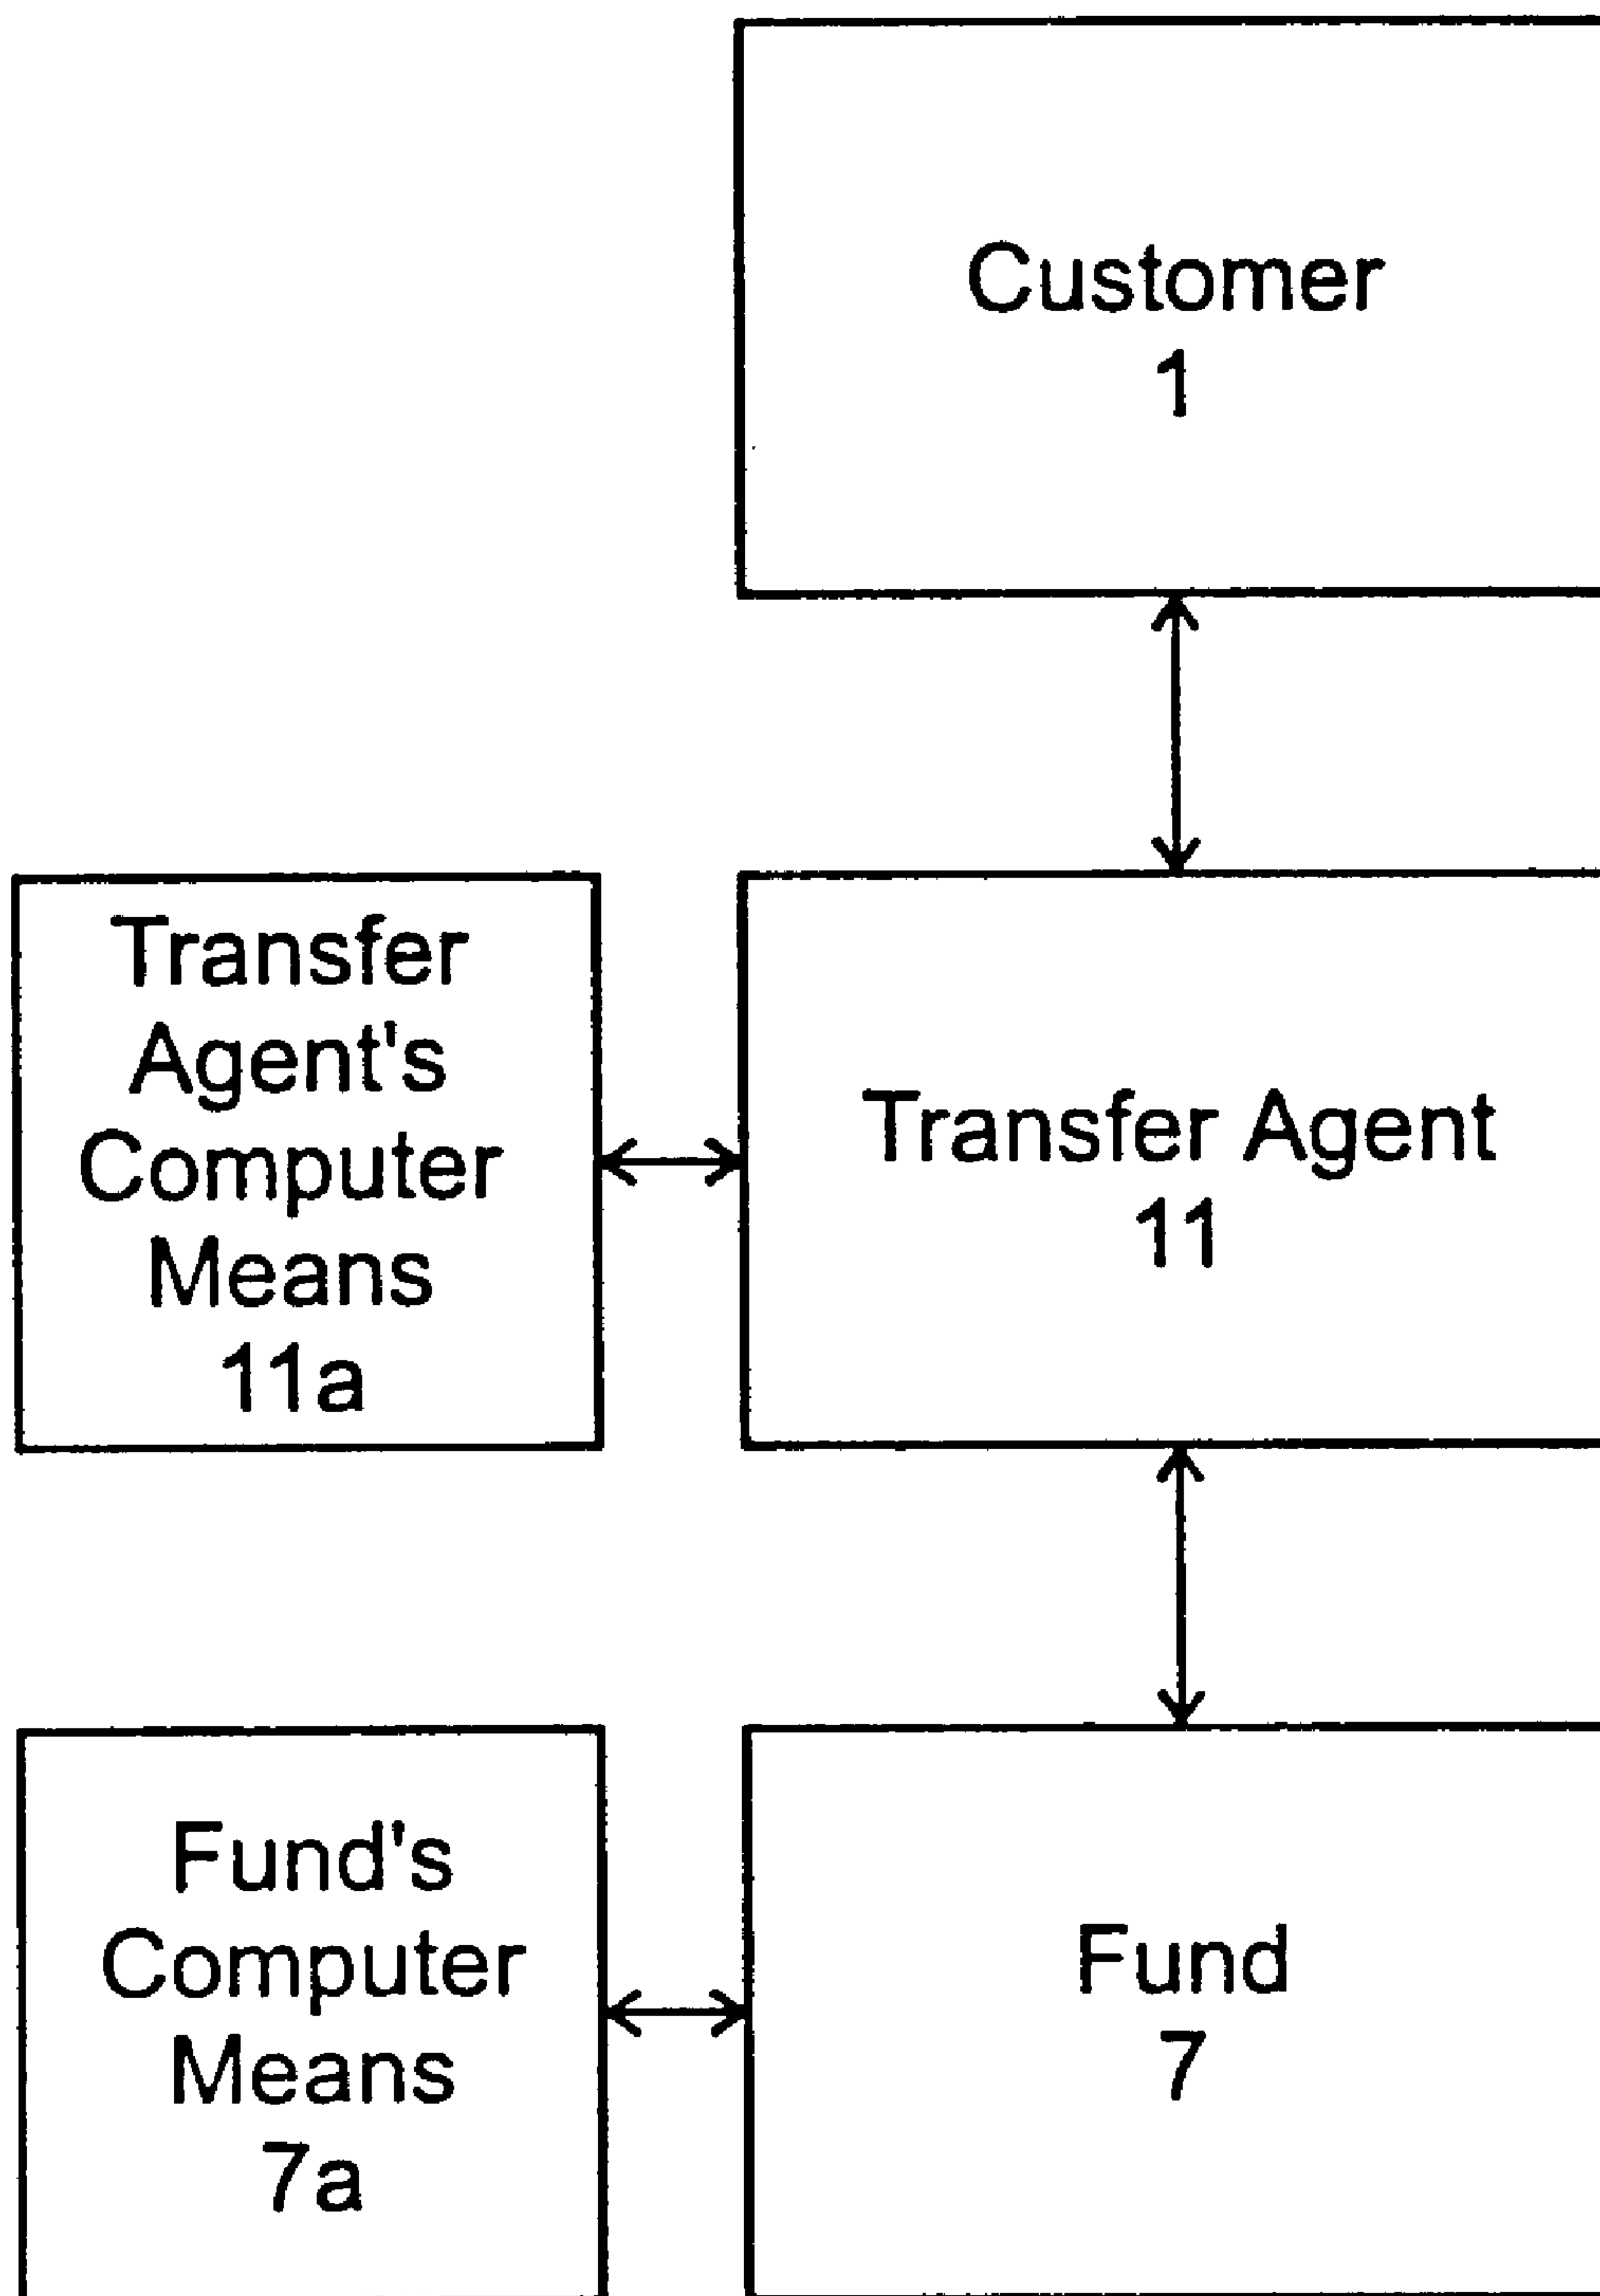 Customer
1
Transfer
Agent's
Computer
Means
11a
Transfer Agent
11
Fund's
Computer
Means
7a
Fund
7